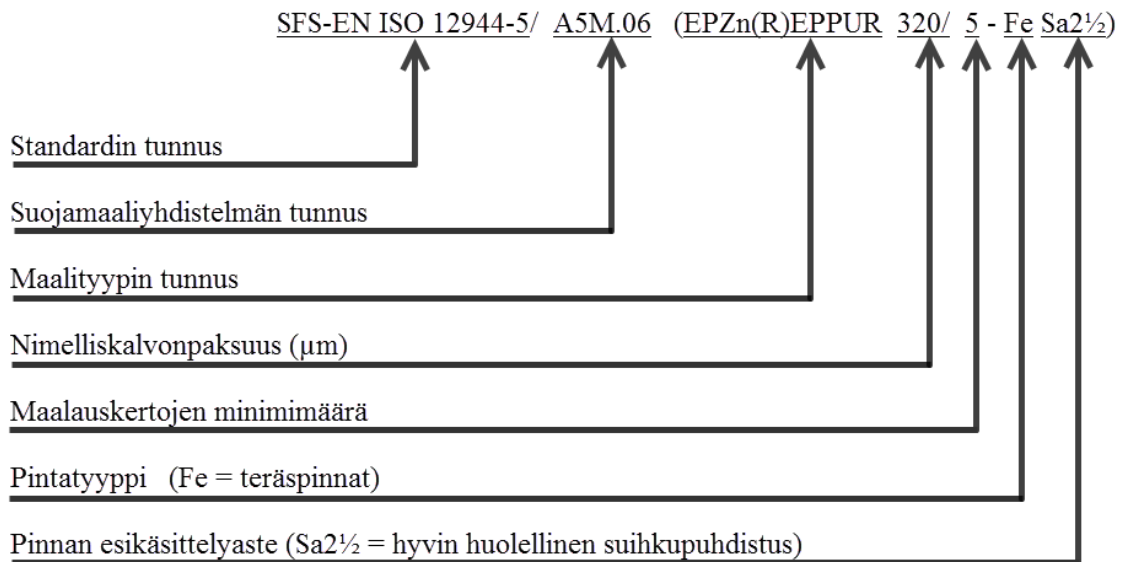 SFS-EN ISO 12944-5/ A5M.06 (EPZn(R)EPPUR 320/ 5 - Fe Sa2½)
Standardin tunnus
Suojamaaliyhdistelmän tunnus
Maalityypin tunnus
Nimelliskalvonpaksuus (µm)
Maalauskertojen minimimäärä
Pintatyyppi (Fe = teräspinnat)
Pinnan esikäsittelyaste (Sa2½ = hyvin huolellinen suihkupuhdistus)